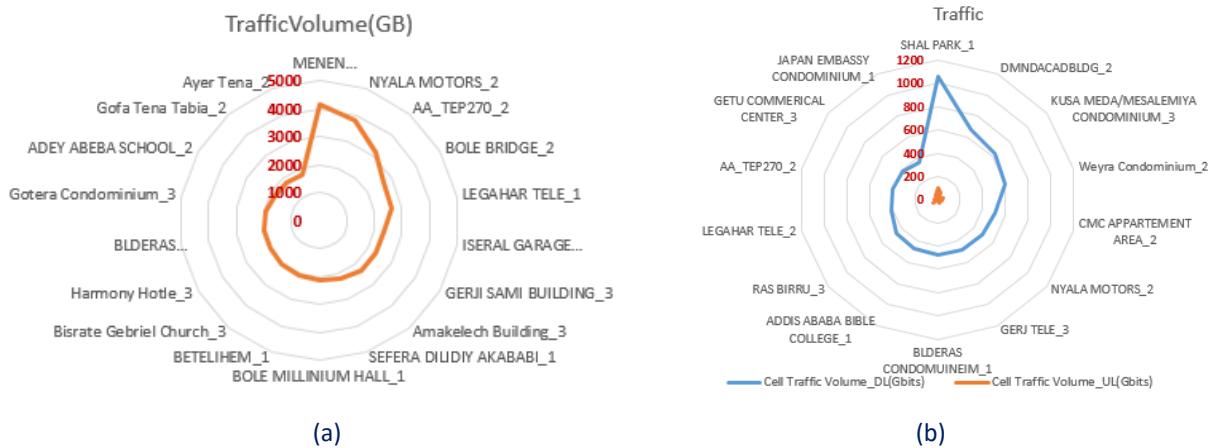 TrafficVolume(GB)
MENEN...
NYALA MOTORS_2
AA_TEP270_2
BOLE BRIDGE_2
LEGAHAR TELE_1
ISERAL GARAGE...
GERJI SAMI BUILDING_3
Amakelech Building_3
SEFERA DILIDIY AKABABI_1
BOLE MILLINIUM HALL_1
BETELIHEM_1
Bisrate Gebriel Church_3
Harmony Hotle_3
BLDERAS...
Gotera Condominium_3
ADEY ABEBA SCHOOL_2
Gofa Tena Tabia_2
Ayer Tena_2
5000
4000
3000
2000
1000
0
(a)
Traffic
SHAL PARK_1
DMNDACADBLDG_2
KUSA MEDA/MESALEMIYA
CONDOMINIUM_3
Weyra Condominium_2
CMC APPARTEMENT
AREA_2
NYALA MOTORS_2
GERJ TELE_3
BLDERAS
CONDOMUINEIM_1
ADDIS ABABA BIBLE
COLLEGE_1
RAS BIRRU_3
LEGAHAR TELE_2
AA_TEP270_2
GETU COMMERICAL
CENTER_3
JAPAN EMBASSY
CONDOMINIUM_1
1200
1000
800
600
400
200
0
Cell Traffic Volume_DL(Gbits)
Cell Traffic Volume_UL(Gbits)
(b)